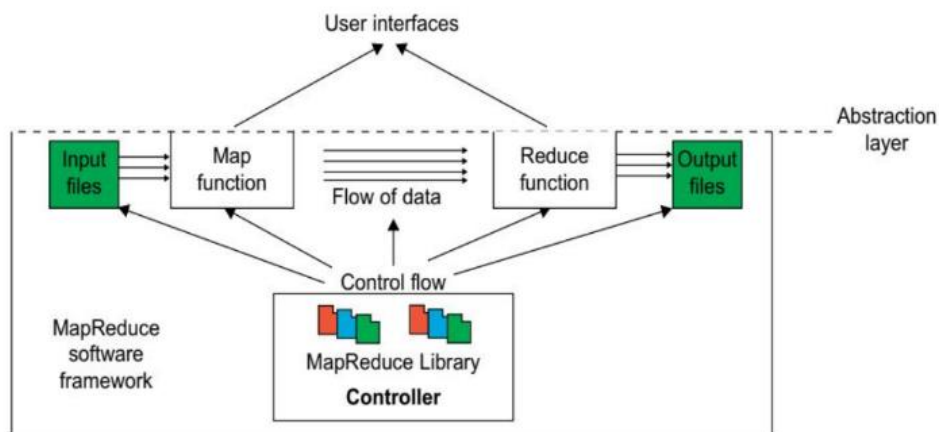 User interfaces
Abstraction
layer
Input
files
Map
function
Flow of data
Reduce
function
Output
files
Control flow
MapReduce
software
framework
MapReduce Library
Controller